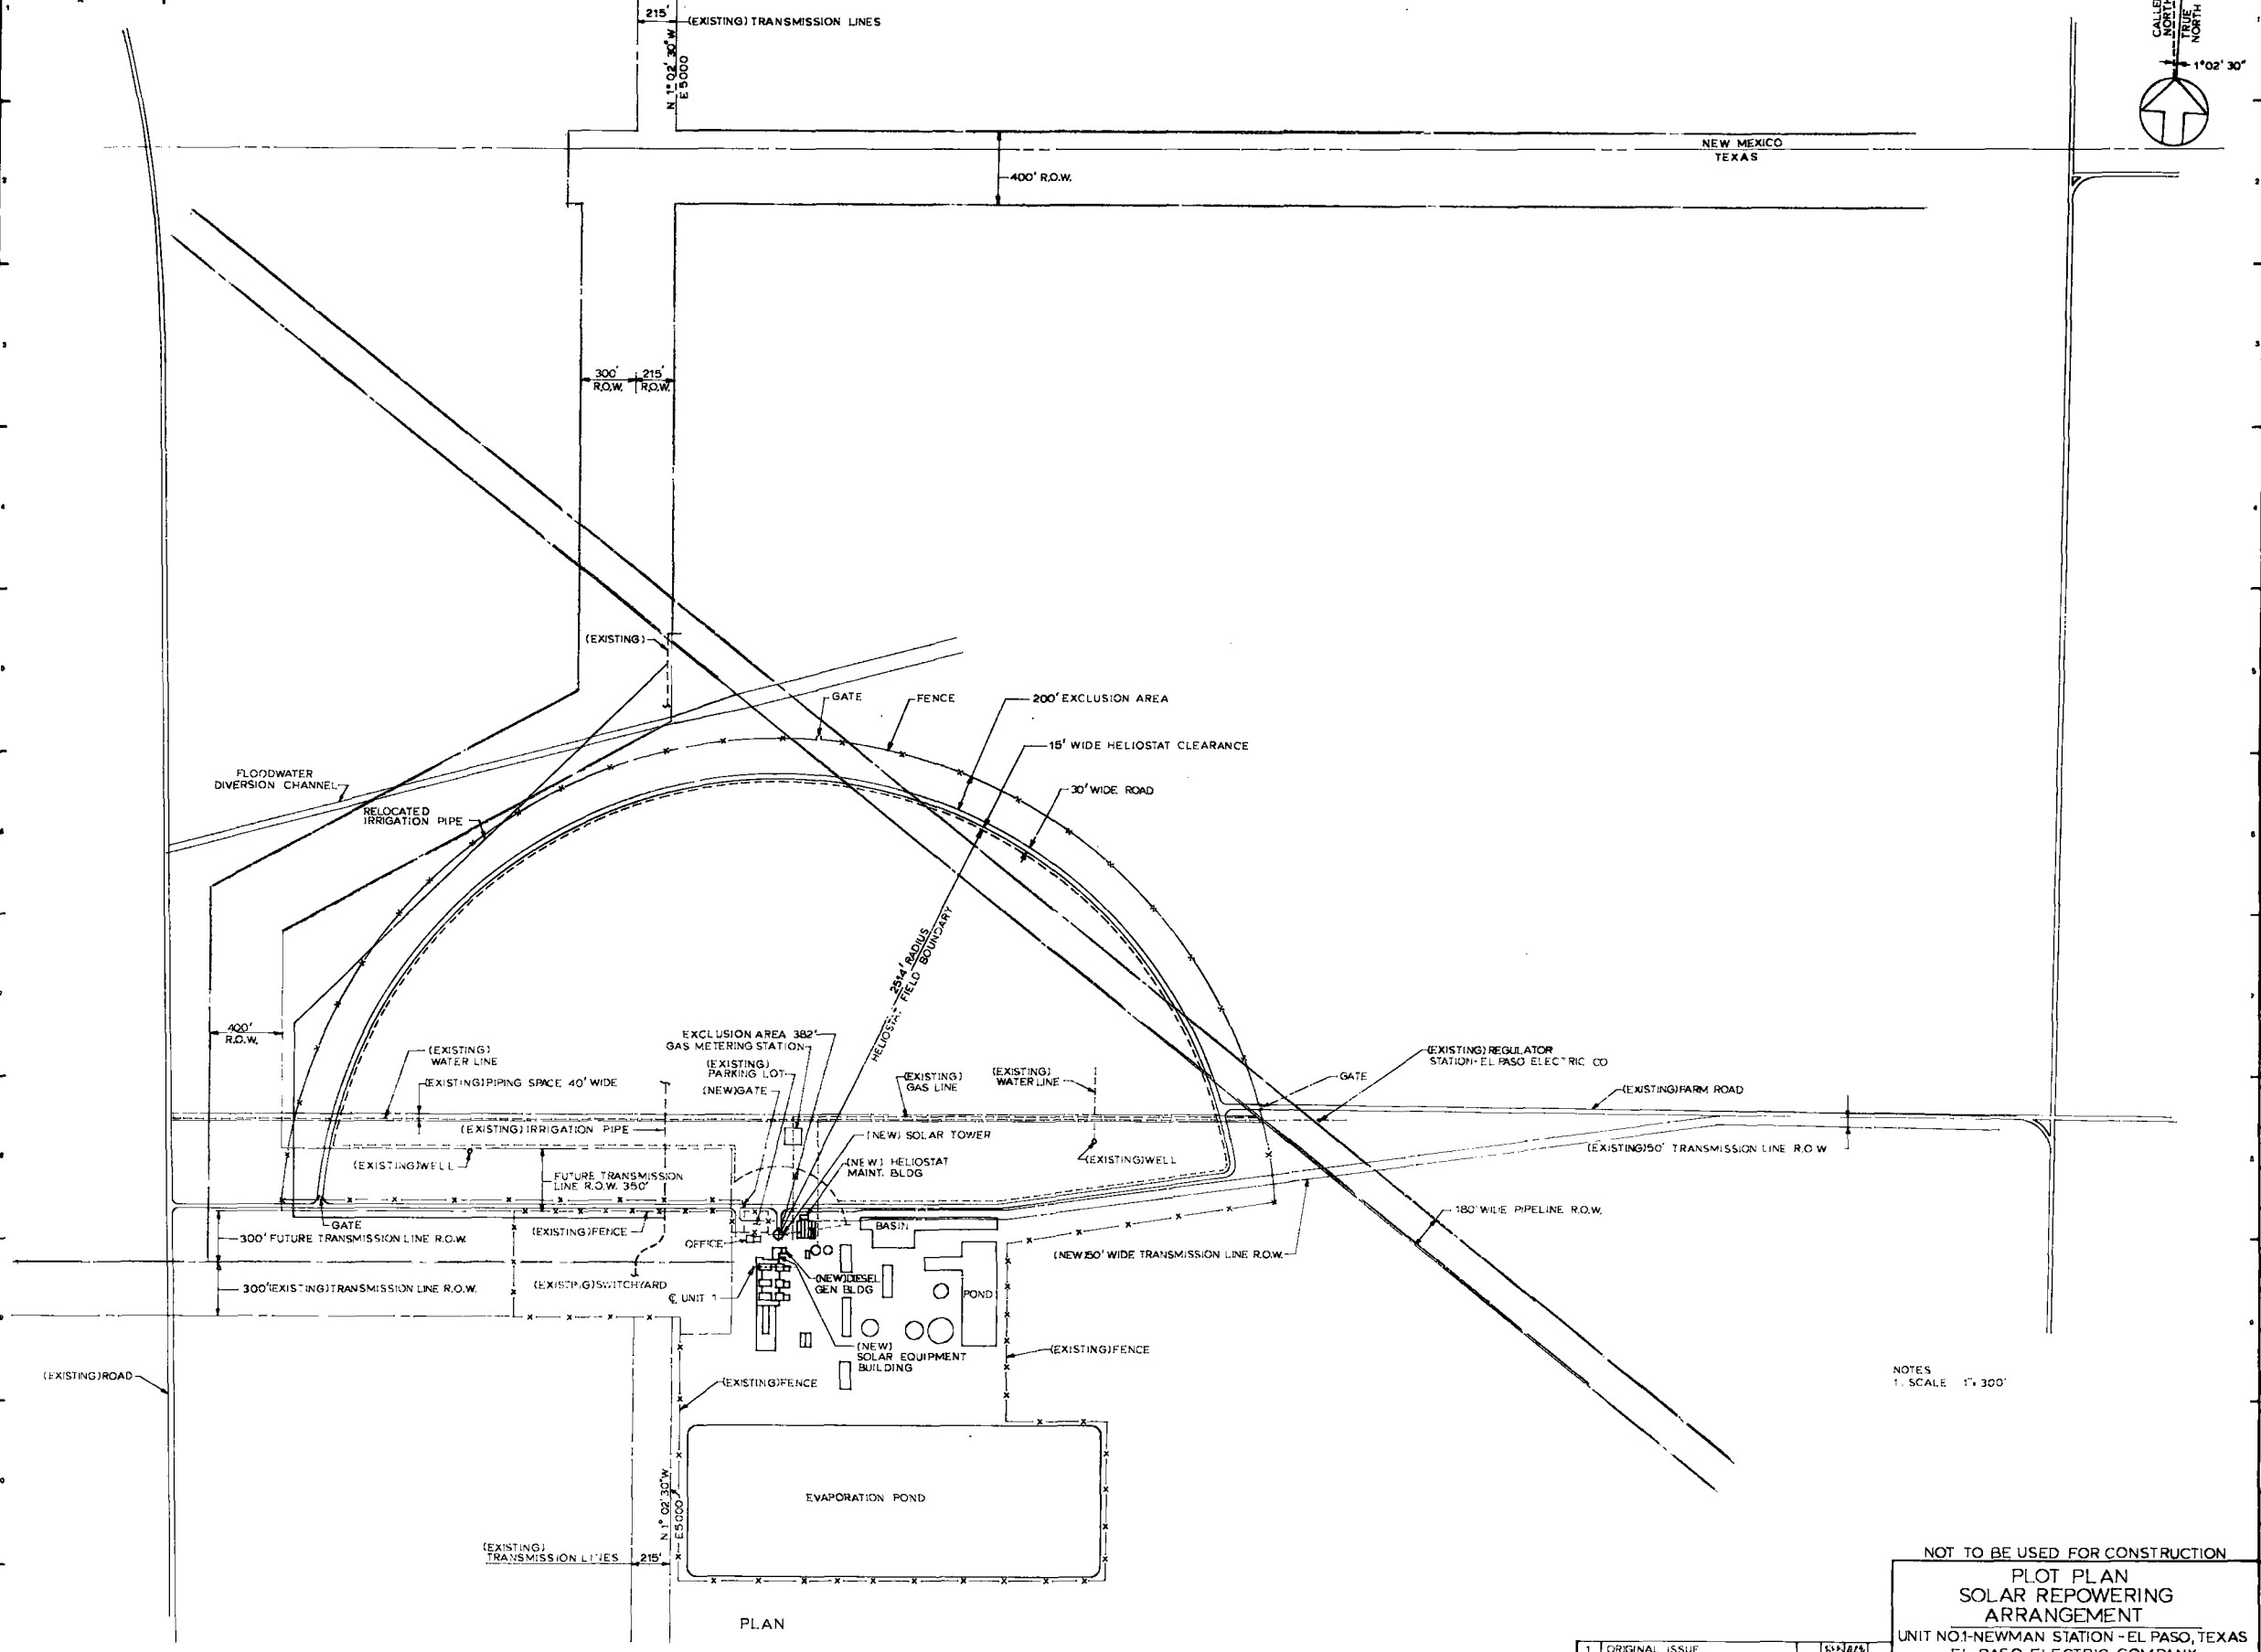 215'
(EXISTING) TRANSMISSION LINES
N 1° 02' 30" W
E 5000
NORTH
TRUE
NORTH
1°02' 30"
NEW MEXICO
TEXAS
400' R.O.W.
300'
R.O.W.
215'
R.O.W.
(EXISTING)
GATE
FENCE
200' EXCLUSION AREA
15' WIDE HELIOSTAT CLEARANCE
30' WIDE ROAD
FLOODWATER
DIVERSION CHANNEL
RELOCATED
IRRIGATION PIPE
2514' RADIUS
HELIOSTAT FIELD BOUNDARY
400'
R.O.W.
(EXISTING)
WATER LINE
(EXISTING) PIPING SPACE 40' WIDE
(EXISTING) IRRIGATION PIPE
(EXISTING) WELL
FUTURE TRANSMISSION
LINE R.O.W. 350'
EXCLUSION AREA 382'
GAS METERING STATION
(EXISTING)
PARKING LOT
(NEW) GATE
(EXISTING)
GAS LINE
(EXISTING)
WATER LINE
(NEW) SOLAR TOWER
(NEW) HELIOSTAT
MAINT. BLDG
(EXISTING) WELL
(EXISTING) REGULATOR
STATION-EL PASO ELECTRIC CO
GATE
(EXISTING) FARM ROAD
(EXISTING) 50' TRANSMISSION LINE R.O.W
180' WIDE PIPELINE R.O.W.
(NEW) 50' WIDE TRANSMISSION LINE R.O.W.
GATE
300' FUTURE TRANSMISSION LINE R.O.W.
(EXISTING) FENCE
OFFICE
BASIN
300' (EXISTING) TRANSMISSION LINE R.O.W.
(EXISTING) SWITCHYARD
℄ UNIT 1
(NEW) DIESEL
GEN BLDG
POND
(NEW)
SOLAR EQUIPMENT
BUILDING
(EXISTING) FENCE
(EXISTING) ROAD
(EXISTING) FENCE
NOTES
1. SCALE 1" = 300'
EVAPORATION POND
N 1° 02' 30" W
E 5000
(EXISTING)
TRANSMISSION LINES
215'
PLAN
NOT TO BE USED FOR CONSTRUCTION
PLOT PLAN
SOLAR REPOWERING
ARRANGEMENT
UNIT NO.1-NEWMAN STATION - EL PASO, TEXAS
EL PASO ELECTRIC COMPANY
1 ORIGINAL ISSUE